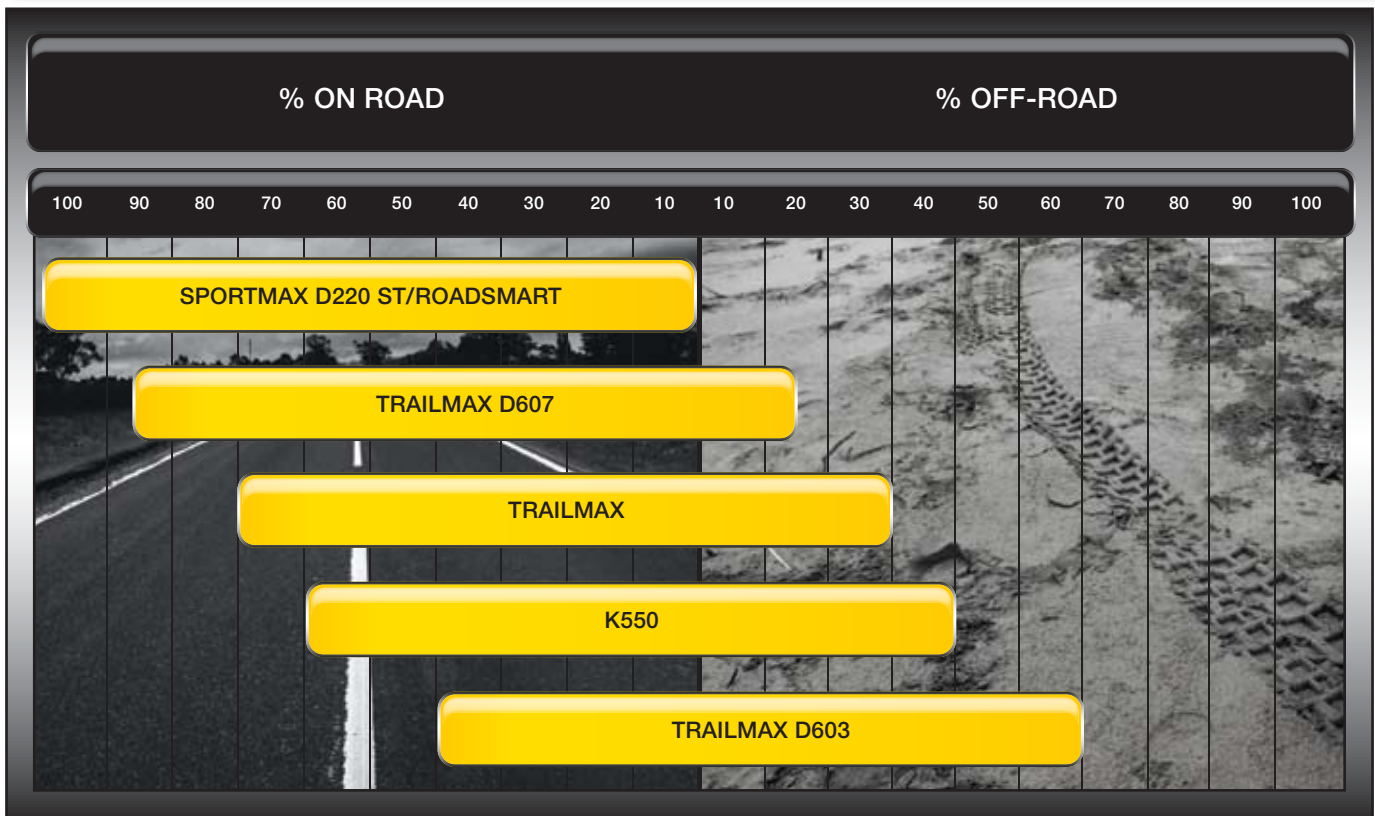 % ON ROAD % OFF-ROAD
100 90 80 70 60 50 40 30 20 10 10 20 30 40 50 60 70 80 90 100
SPORTMAX D220 ST/ROADSMART
TRAILMAX D607
TRAILMAX
K550
TRAILMAX D603